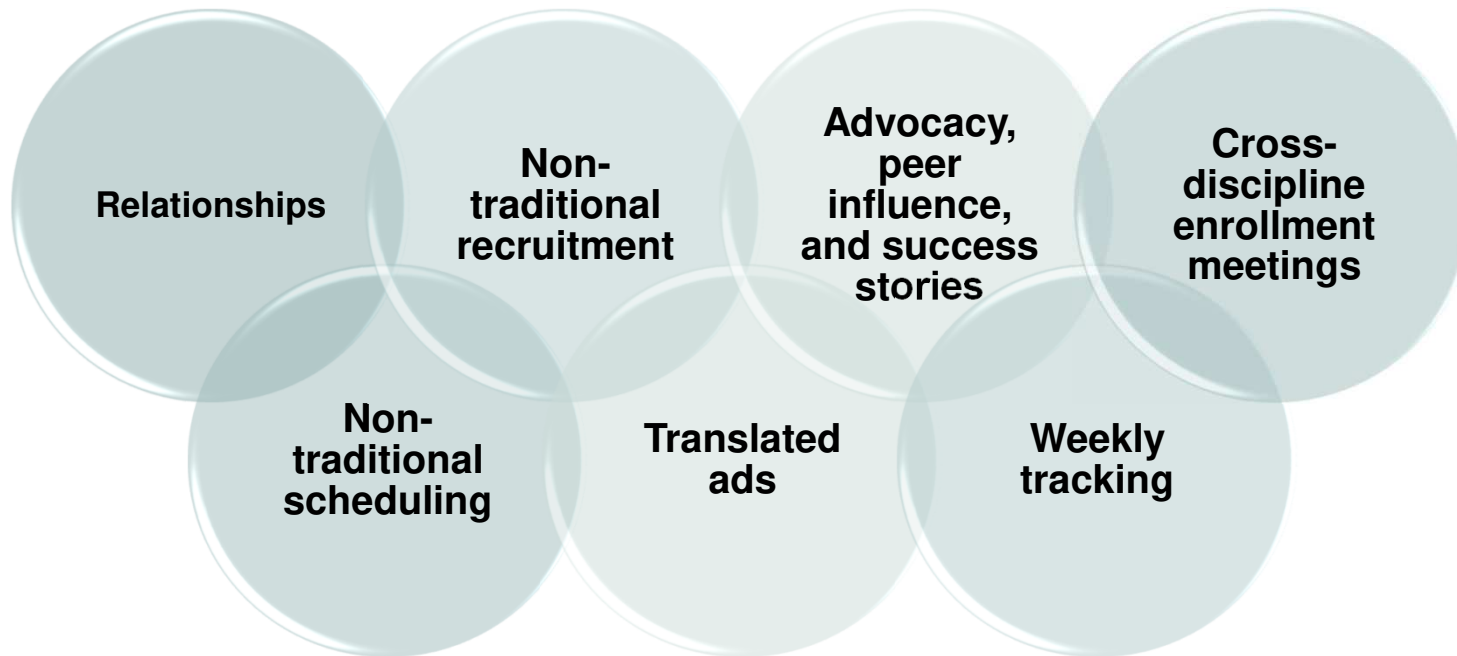 Relationships
Non-
traditional
recruitment
Advocacy,
peer
influence,
and success
stories
Cross-
discipline
enrollment
meetings
Non-
traditional
scheduling
Translated
ads
Weekly
tracking